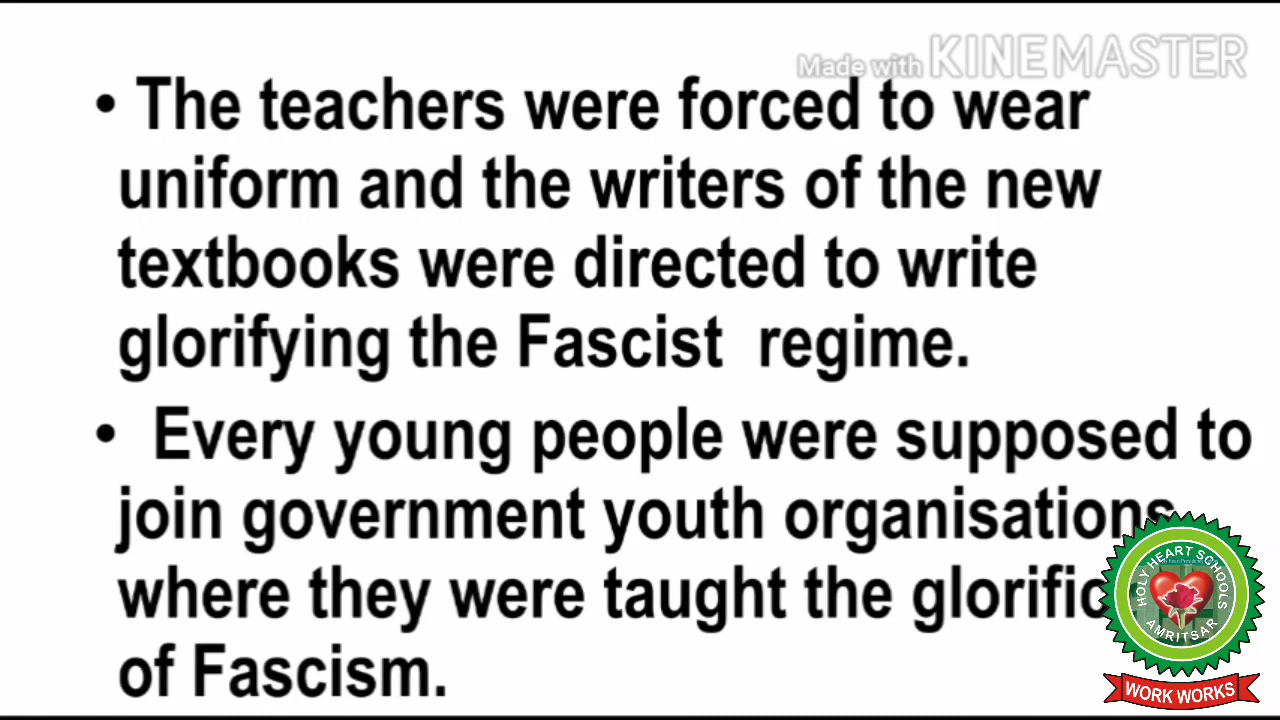 Made with KINEMASTER
• The teachers were forced to wear
uniform and the writers of the new
textbooks were directed to write
glorifying the Fascist regime.
• Every young people were supposed to
join government youth organisations
where they were taught the glorific
of Fascism.
HOLY HEART SCHOOLS
AMRITSAR
WORK WORKS